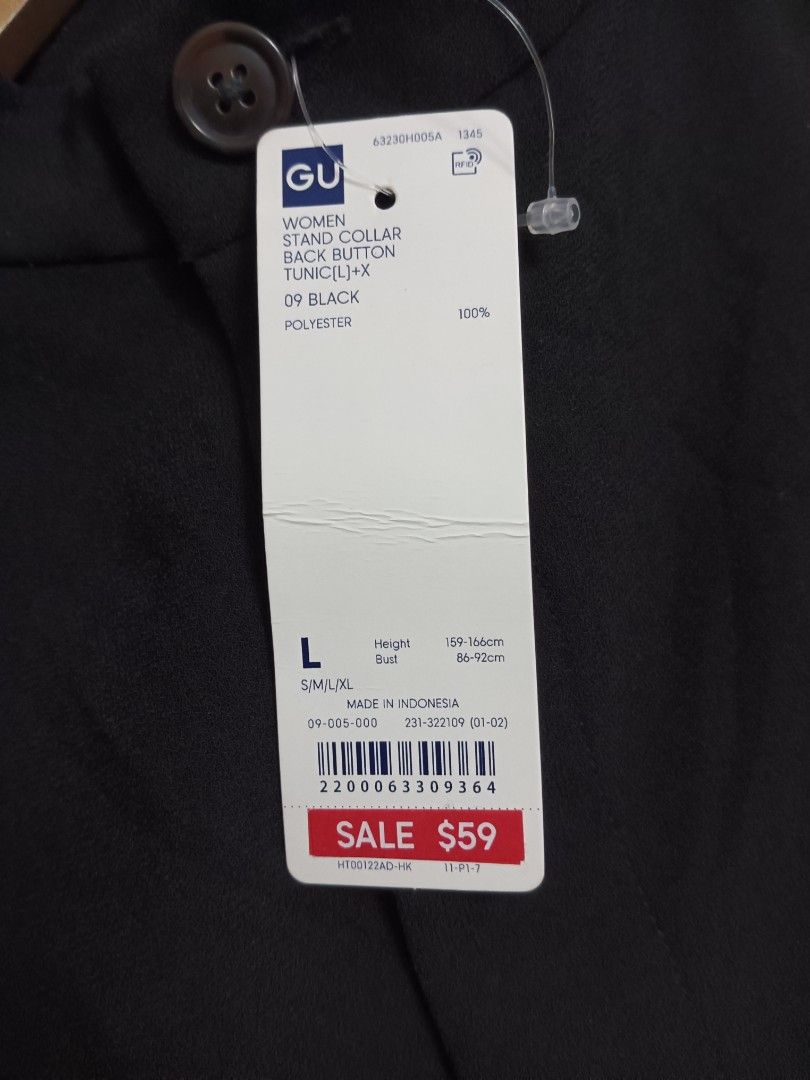 63230H005A 1345
GU
RFID
WOMEN
STAND COLLAR
BACK BUTTON
TUNIC(L)+X
09 BLACK
POLYESTER 100%
L Height 159-166cm
Bust 86-92cm
S/M/L/XL
MADE IN INDONESIA
09-005-000 231-322109 (01-02)
2200063309364
SALE $59
HT00122AD-HK 11-P1-7